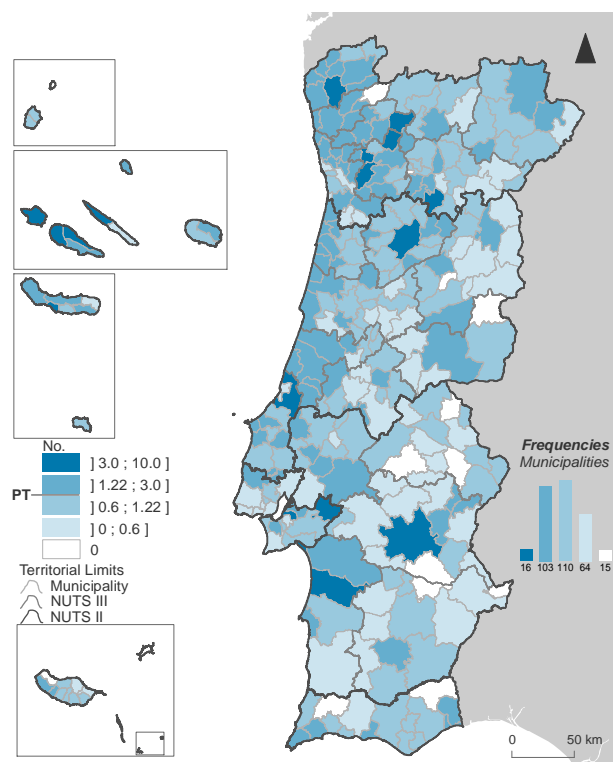 No.
] 3.0 ; 10.0 ]
] 1.22 ; 3.0 ]
PT
] 0.6 ; 1.22 ]
] 0 ; 0.6 ]
0
Territorial Limits
Municipality
NUTS III
NUTS II
Frequencies
Municipalities
16 103 110 64 15
0 50 km